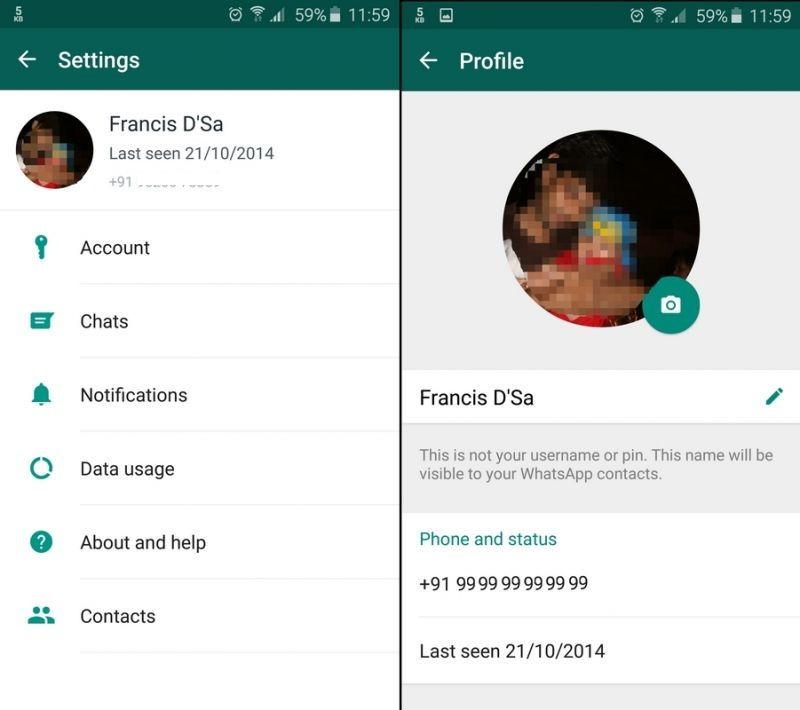 5
KB
59% 11:59
Settings
Francis D'Sa
Last seen 21/10/2014
+91
Account
Chats
Notifications
Data usage
About and help
Contacts
5
KB
59% 11:59
Profile
Francis D'Sa
This is not your username or pin. This name will be
visible to your WhatsApp contacts.
Phone and status
+91 99 99 99 99 99 99
Last seen 21/10/2014